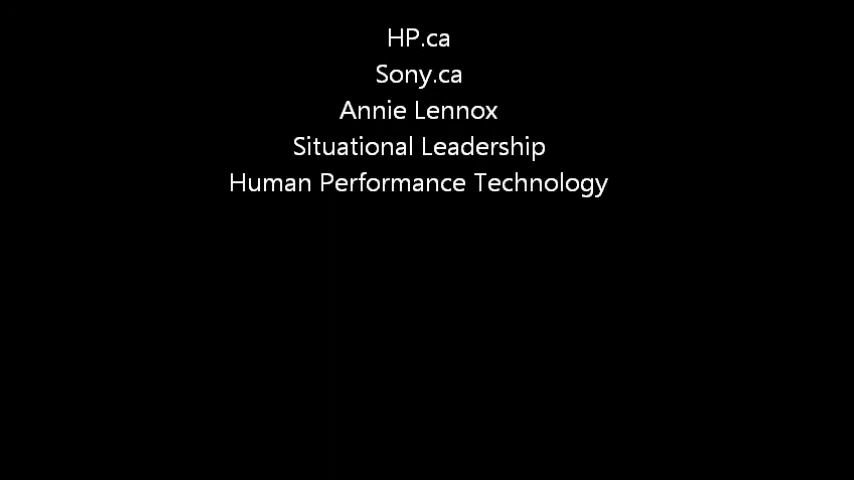 HP.ca
Sony.ca
Annie Lennox
Situational Leadership
Human Performance Technology